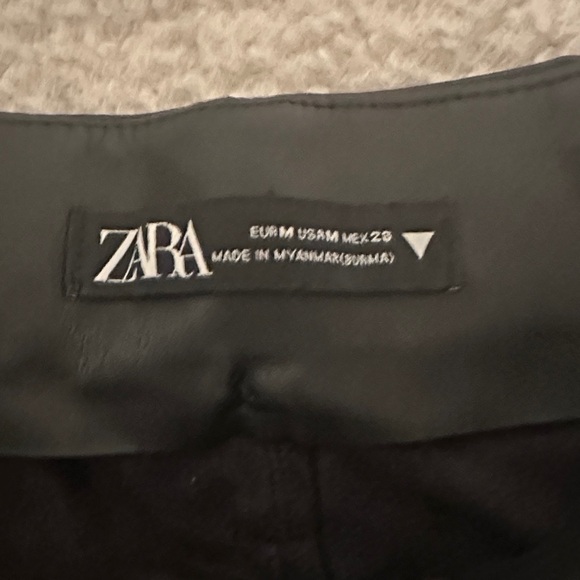 ZARA
EUR M USA M MEX 28
MADE IN MYANMAR(BURMA)